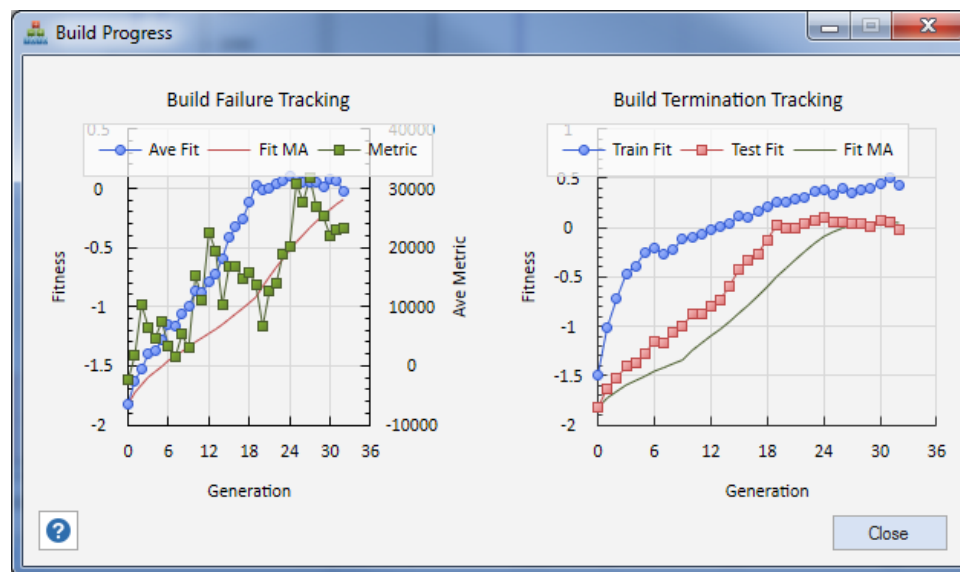 Build Progress
Build Failure Tracking
0.5
40000
Ave Fit
Fit MA
Metric
0
30000
-0.5
20000
-1
10000
-1.5
0
-2
-10000
Fitness
Ave Metric
0 6 12 18 24 30 36
Generation
Build Termination Tracking
1
Train Fit
Test Fit
Fit MA
0.5
0
-0.5
-1
-1.5
-2
Fitness
0 6 12 18 24 30 36
Generation
?
Close